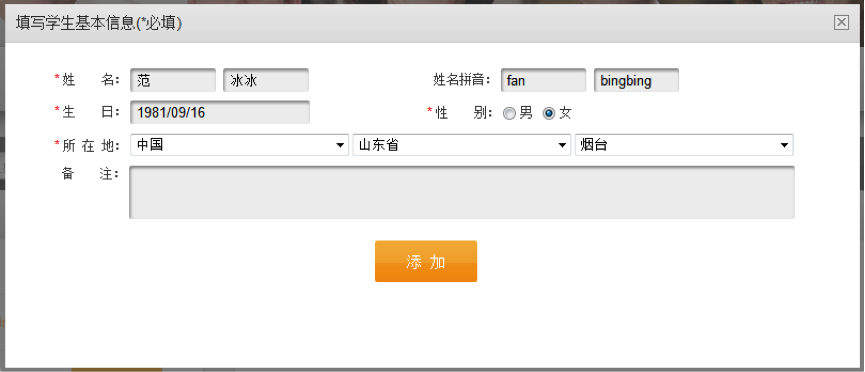 填写学生基本信息(*必填)
*姓 名： 范 冰冰 姓名拼音： fan bingbing
*生 日： 1981/09/16 *性 别： 男 女
*所 在 地： 中国 山东省 烟台
备 注：
添 加